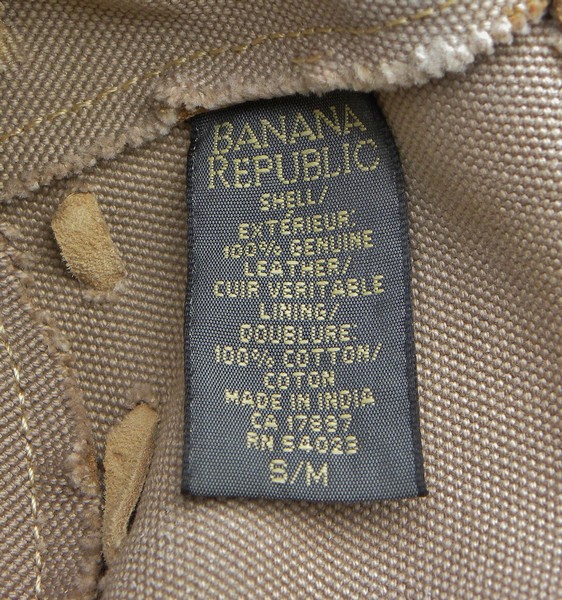 BANANA
REPUBLIC
SHELL/
EXTÉRIEUR:
100% GENUINE
LEATHER/
CUIR VERITABLE
LINING/
DOUBLURE:
100% COTTON/
COTON
MADE IN INDIA
CA 17897
RN 54023
S/M